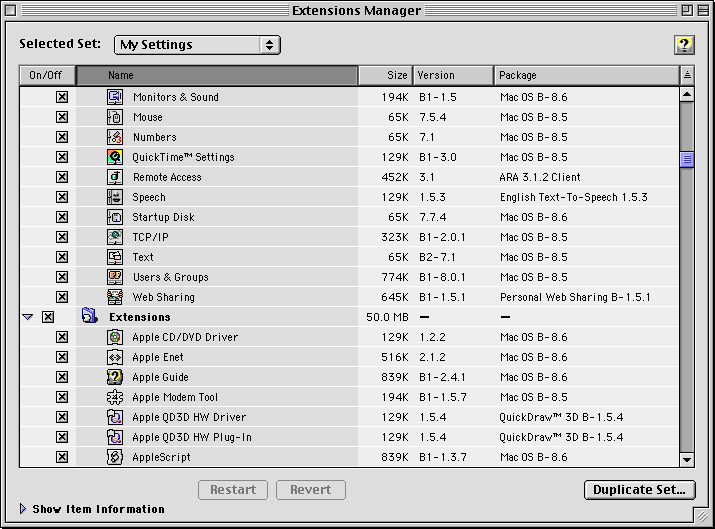 Extensions Manager
Selected Set: My Settings
On/Off Name Size Version Package
Monitors & Sound 194K B1-1.5 Mac OS B-8.6
Mouse 65K 7.5.4 Mac OS B-8.5
Numbers 65K 7.1 Mac OS B-8.5
QuickTime™ Settings 129K B1-3.0 Mac OS B-8.5
Remote Access 452K 3.1 ARA 3.1.2 Client
Speech 129K 1.5.3 English Text-To-Speech 1.5.3
Startup Disk 65K 7.7.4 Mac OS B-8.6
TCP/IP 323K B1-2.0.1 Mac OS B-8.5
Text 65K B2-7.1 Mac OS B-8.5
Users & Groups 774K B1-8.0.1 Mac OS B-8.5
Web Sharing 645K B1-1.5.1 Personal Web Sharing B-1.5.1
Extensions 50.0 MB — —
Apple CD/DVD Driver 129K 1.2.2 Mac OS B-8.6
Apple Enet 516K 2.1.2 Mac OS B-8.6
Apple Guide 839K B1-2.4.1 Mac OS B-8.6
Apple Modem Tool 194K B1-1.5.7 Mac OS B-8.5
Apple QD3D HW Driver 129K 1.5.4 QuickDraw™ 3D B-1.5.4
Apple QD3D HW Plug-In 129K 1.5.4 QuickDraw™ 3D B-1.5.4
AppleScript 839K B1-1.3.7 Mac OS B-8.6
Restart Revert Duplicate Set...
Show Item Information